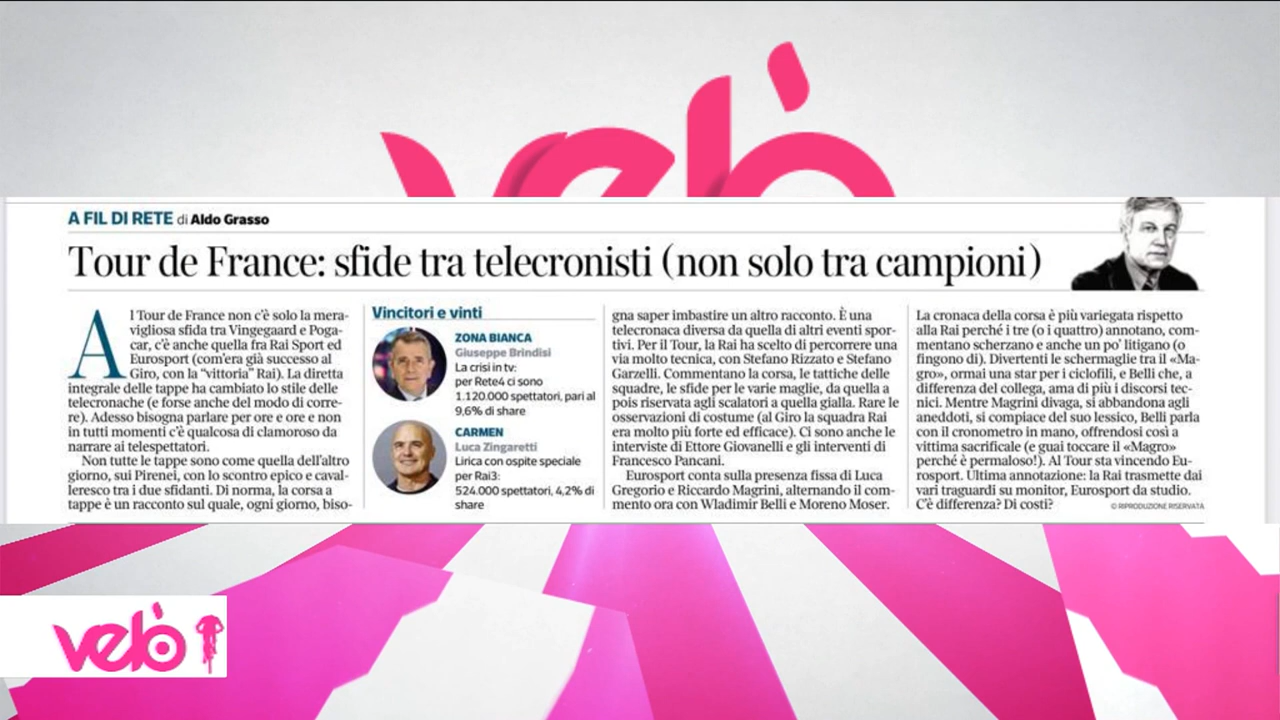 velò
A FIL DI RETE di Aldo Grasso
Tour de France: sfide tra telecronisti (non solo tra campioni)
Al Tour de France non c'è solo la mera-
vigliosa sfida tra Vingegaard e Poga-
car, c'è anche quella fra Rai Sport ed
Eurosport (com'era già successo al
Giro, con la "vittoria" Rai). La diretta
integrale delle tappe ha cambiato lo stile delle
telecronache (e forse anche del modo di corre-
re). Adesso bisogna parlare per ore e ore e non
in tutti momenti c'è qualcosa di clamoroso da
narrare ai telespettatori.
Non tutte le tappe sono come quella dell'altro
giorno, sui Pirenei, con lo scontro epico e caval-
leresco tra i due sfidanti. Di norma, la corsa a
tappe è un racconto sul quale, ogni giorno, biso-
Vincitori e vinti
ZONA BIANCA
Giuseppe Brindisi
La crisi in tv:
per Rete4 ci sono
1.120.000 spettatori, pari al
9,6% di share
CARMEN
Luca Zingaretti
Lirica con ospite speciale
per Rai3:
524.000 spettatori, 4,2% di
share
gna saper imbastire un altro racconto. È una
telecronaca diversa da quella di altri eventi spor-
tivi. Per il Tour, la Rai ha scelto di percorrere una
via molto tecnica, con Stefano Rizzato e Stefano
Garzelli. Commentano la corsa, le tattiche delle
squadre, le sfide per le varie maglie, da quella a
pois riservata agli scalatori a quella gialla. Rare le
osservazioni di costume (al Giro la squadra Rai
era molto più forte ed efficace). Ci sono anche le
interviste di Ettore Giovanelli e gli interventi di
Francesco Pancani.
Eurosport conta sulla presenza fissa di Luca
Gregorio e Riccardo Magrini, alternando il com-
mento ora con Wladimir Belli e Moreno Moser.
La cronaca della corsa è più variegata rispetto
alla Rai perché i tre (o i quattro) annotano, com-
mentano scherzano e anche un po' litigano (o
fingono di). Divertenti le schermaglie tra il «Ma-
gro», ormai una star per i ciclofili, e Belli che, a
differenza del collega, ama di più i discorsi tec-
nici. Mentre Magrini divaga, si abbandona agli
aneddoti, si compiace del suo lessico, Belli parla
con il cronometro in mano, offrendosi così a
vittima sacrificale (e guai toccare il «Magro»
perché è permaloso!). Al Tour sta vincendo Eu-
rosport. Ultima annotazione: la Rai trasmette dai
vari traguardi su monitor, Eurosport da studio.
C'è differenza? Di costi?
© RIPRODUZIONE RISERVATA
velò